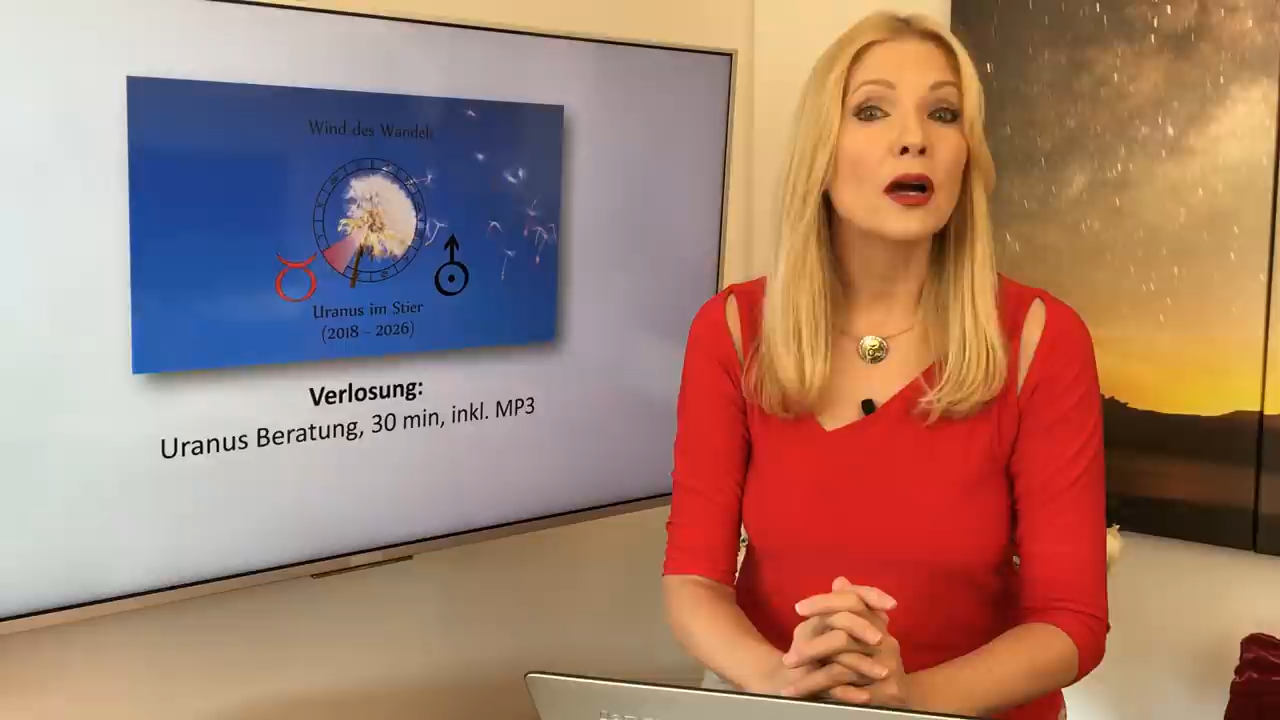 Wind des Wandels
Uranus im Stier
(2018 – 2026)
Verlosung:
Uranus Beratung, 30 min, inkl. MP3